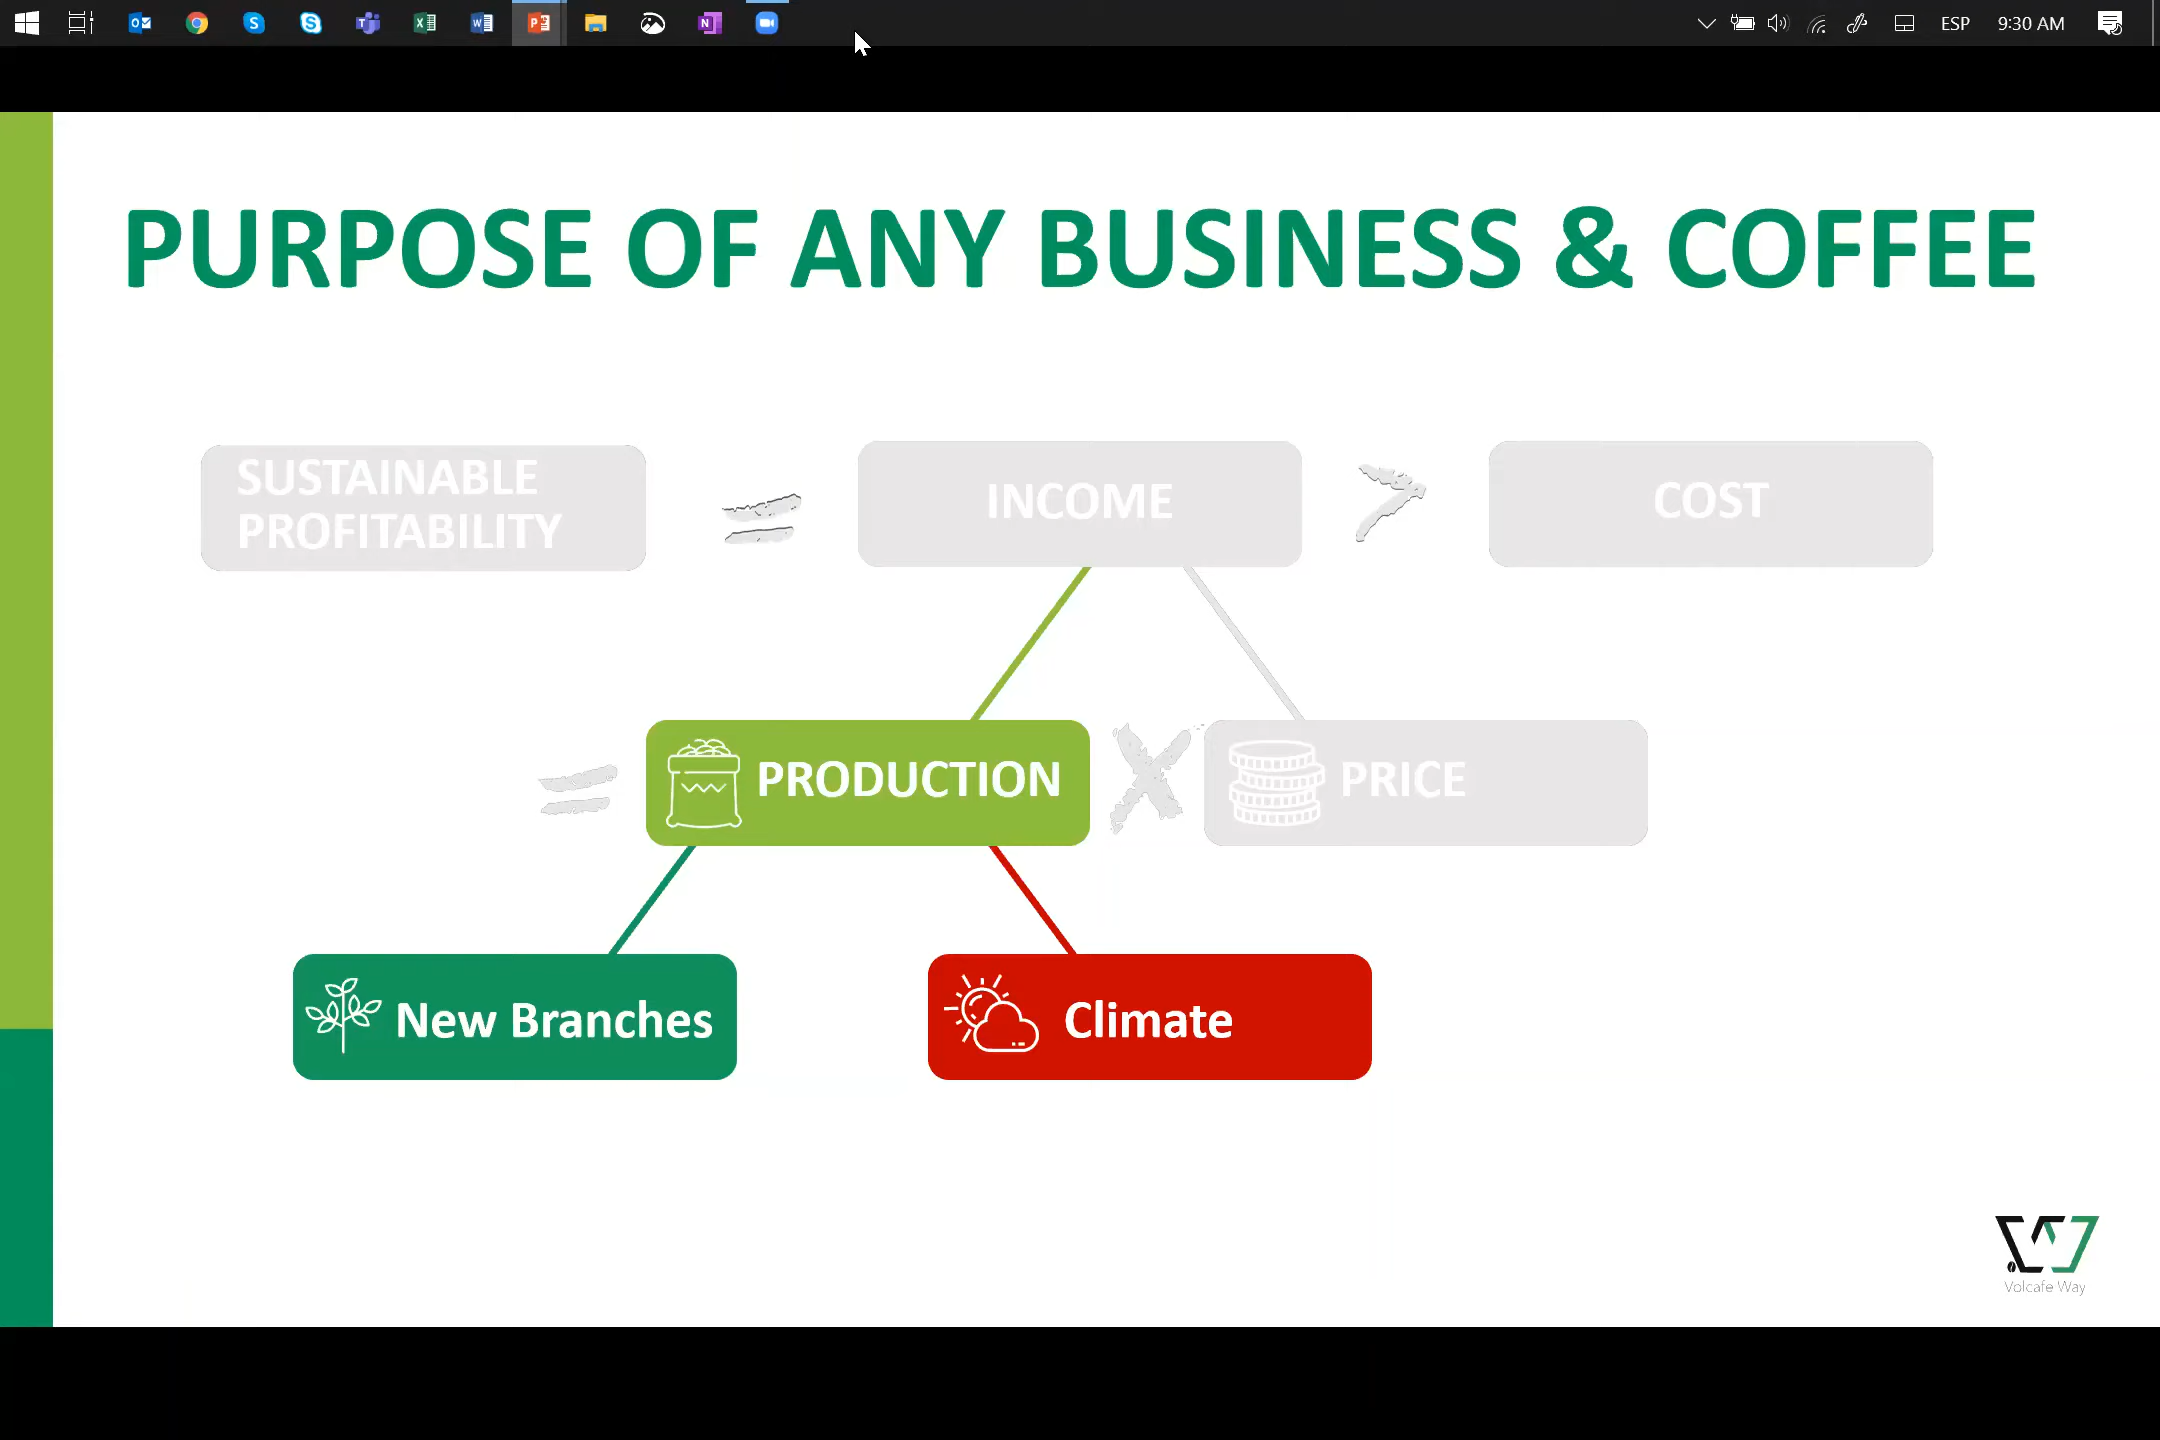 ESP 9:30 AM
PURPOSE OF ANY BUSINESS & COFFEE
SUSTAINABLE
PROFITABILITY
=
INCOME
>
COST
=
PRODUCTION
X
PRICE
New Branches
Climate
Volcafe Way